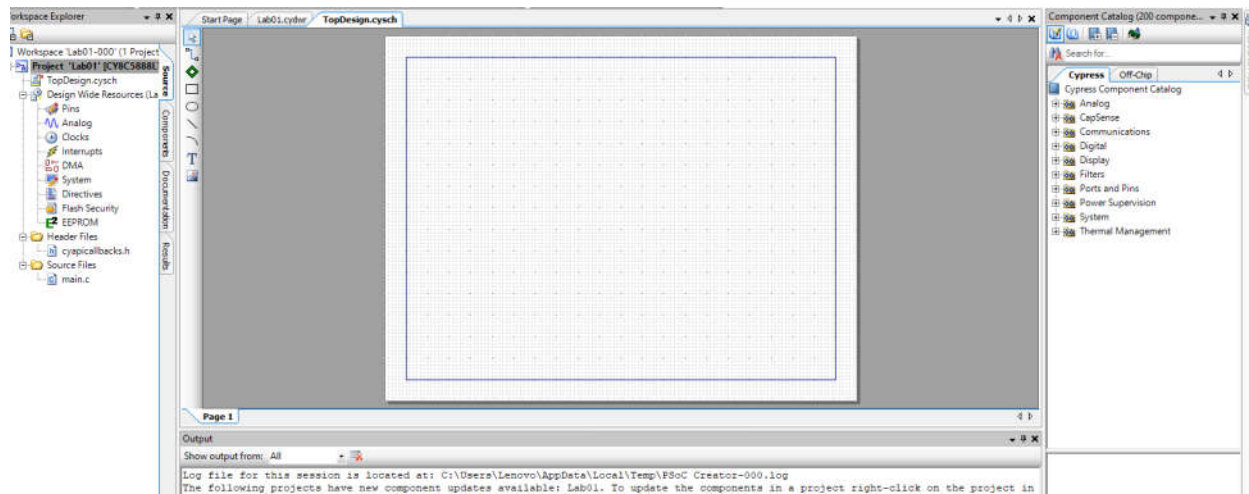 orkspace Explorer
Workspace 'Lab01-000' (1 Project
Project 'Lab01' [CY8C5888L
TopDesign.cysch
Design Wide Resources (La
Pins
Analog
Clocks
Interrupts
DMA
System
Directives
Flash Security
EEPROM
Header Files
cyapicallbacks.h
Source Files
main.c
Source
Components
Documentation
Results
Start Page
Lab01.cydwr
TopDesign.cysch
Page 1
Output
Show output from: All
Log file for this session is located at: C:\Users\Lenovo\AppData\Local\Temp\PSoC Creator-000.log
The following projects have new component updates available: Lab01. To update the components in a project right-click on the project in
Component Catalog (200 compone...
Search for...
Cypress
Off-Chip
Cypress Component Catalog
Analog
CapSense
Communications
Digital
Display
Filters
Ports and Pins
Power Supervision
System
Thermal Management